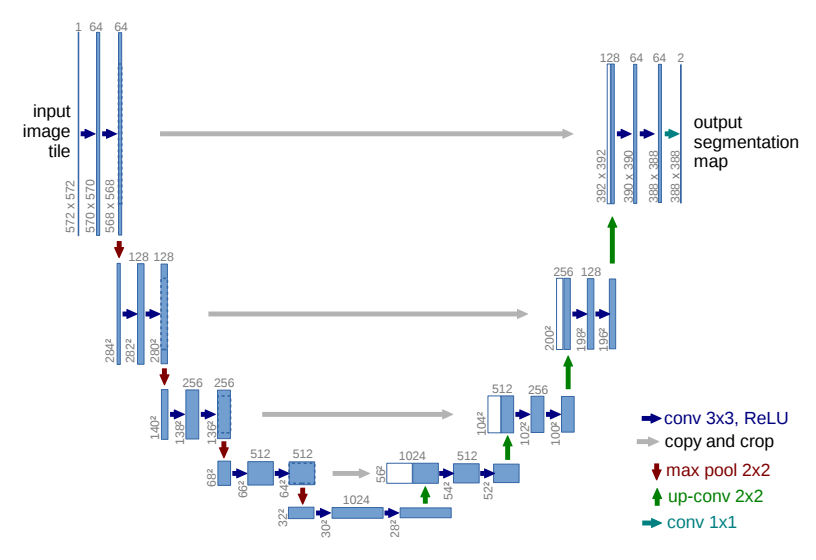 1 64 64
input
image
tile
572 x 572
570 x 570
568 x 568
128 64 64 2
output
segmentation
map
392 x 392
390 x 390
388 x 388
388 x 388
128 128
284²
282²
280²
256 128
200²
198²
196²
256 256
140²
138²
136²
512 256
104²
102²
100²
512 512
68²
66²
64²
1024 512
56²
54²
52²
1024
32²
30²
28²
conv 3x3, ReLU
copy and crop
max pool 2x2
up-conv 2x2
conv 1x1